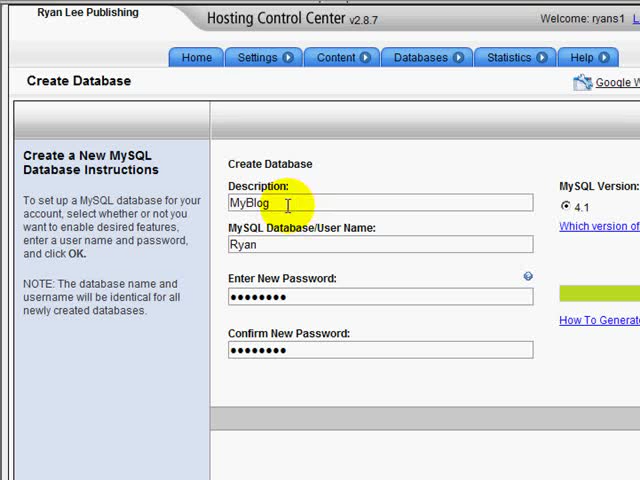 Ryan Lee Publishing
Hosting Control Center v2.8.7
Welcome: ryans1
Home Settings Content Databases Statistics Help
Create Database
Google W
Create a New MySQL
Database Instructions
To set up a MySQL database for your
account, select whether or not you
want to enable desired features,
enter a user name and password,
and click OK.
NOTE: The database name and
username will be identical for all
newly created databases.
Create Database
Description:
MyBlog
MySQL Database/User Name:
Ryan
Enter New Password:
••••••••
Confirm New Password:
••••••••
MySQL Version:
4.1
Which version of
How To Generate